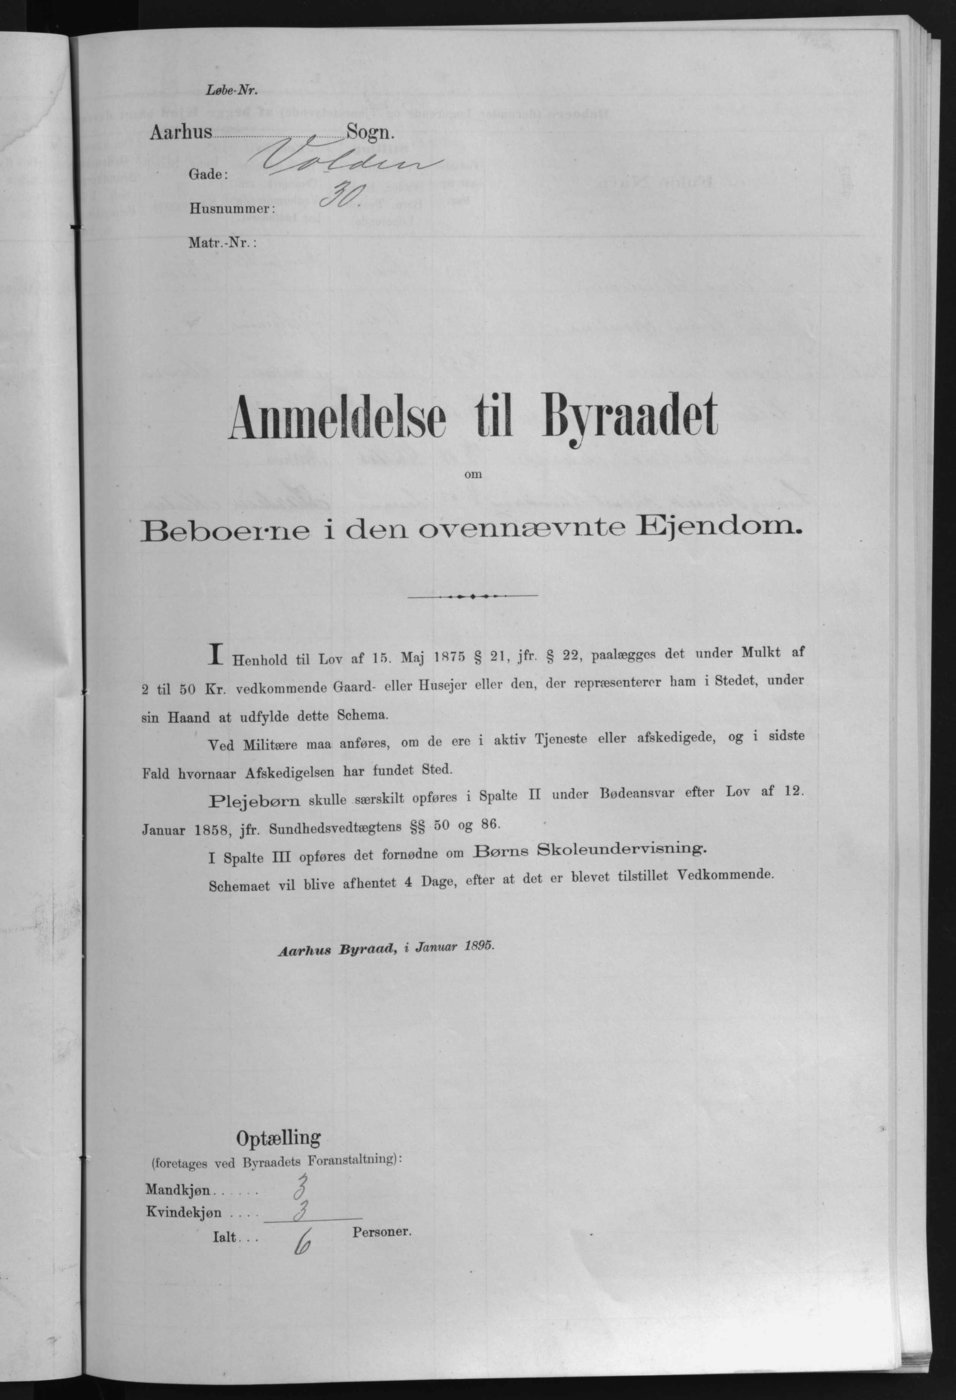 Løbe-Nr.
Aarhus Sogn.
Gade: Volden
Husnummer: 30.
Matr.-Nr.:
Anmeldelse til Byraadet
om
Beboerne i den ovennævnte Ejendom.
I Henhold til Lov af 15. Maj 1875 § 21, jfr. § 22, paalægges det under Mulkt af
2 til 50 Kr. vedkommende Gaard- eller Husejer eller den, der repræsenterer ham i Stedet, under
sin Haand at udfylde dette Schema.
Ved Militære maa anføres, om de ere i aktiv Tjeneste eller afskedigede, og i sidste
Fald hvornaar Afskedigelsen har fundet Sted.
Plejebørn skulle særskilt opføres i Spalte II under Bødeansvar efter Lov af 12.
Januar 1858, jfr. Sundhedsvedtægtens §§ 50 og 86.
I Spalte III opføres det fornødne om Børns Skoleundervisning.
Schemaet vil blive afhentet 4 Dage, efter at det er blevet tilstillet Vedkommende.
Aarhus Byraad, i Januar 1895.
Optælling
(foretages ved Byraadets Foranstaltning):
Mandkjøn...... 3
Kvindekjøn .... 3
Ialt... 6 Personer.